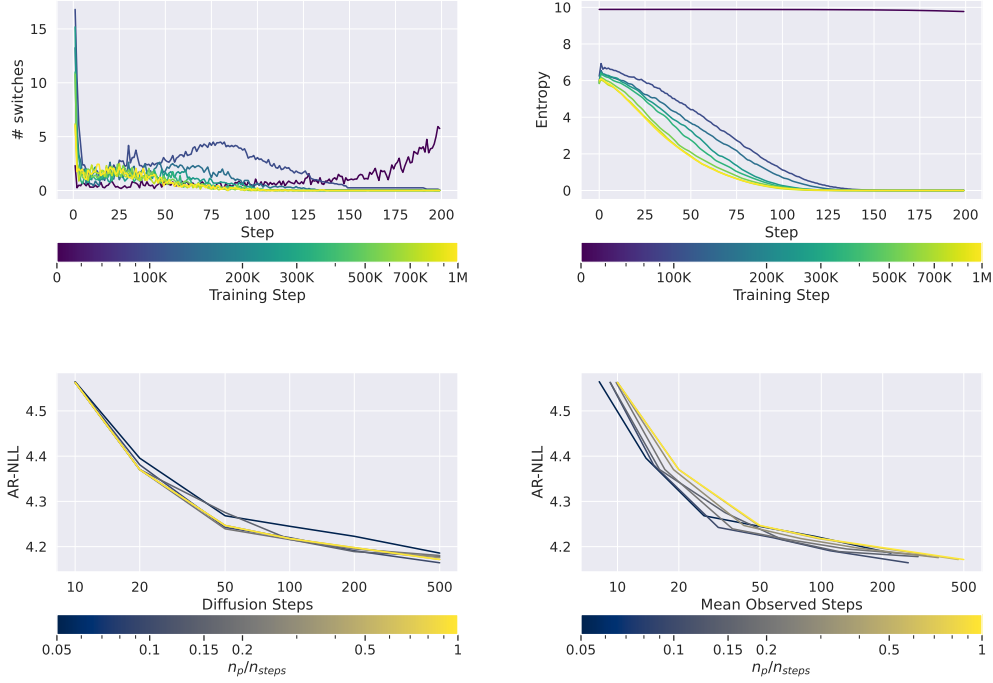 # switches
15
10
5
0
0 25 50 75 100 125 150 175 200
Step
0 100K 200K 300K 500K 700K 1M
Training Step
Entropy
10
8
6
4
2
0
0 25 50 75 100 125 150 175 200
Step
0 100K 200K 300K 500K 700K 1M
Training Step
AR-NLL
4.5
4.4
4.3
4.2
10 20 50 100 200 500
Diffusion Steps
0.05 0.1 0.15 0.2 0.5 1
n_p/n_{steps}
AR-NLL
4.5
4.4
4.3
4.2
10 20 50 100 200 500
Mean Observed Steps
0.05 0.1 0.15 0.2 0.5 1
n_p/n_{steps}